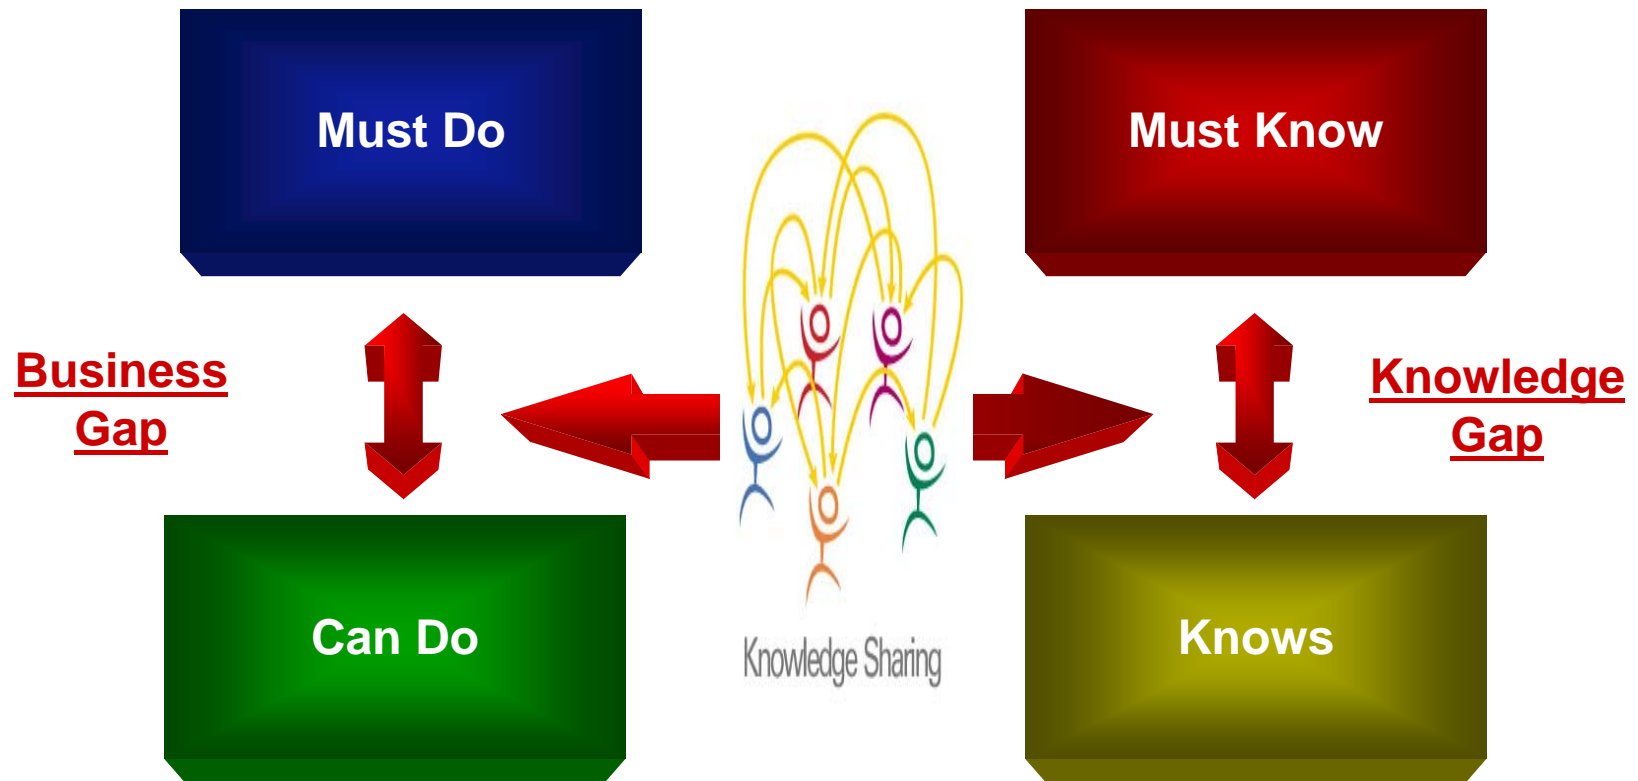 Must Do
Must Know
Business
Gap
Knowledge
Gap
Can Do
Knows
Knowledge Sharing